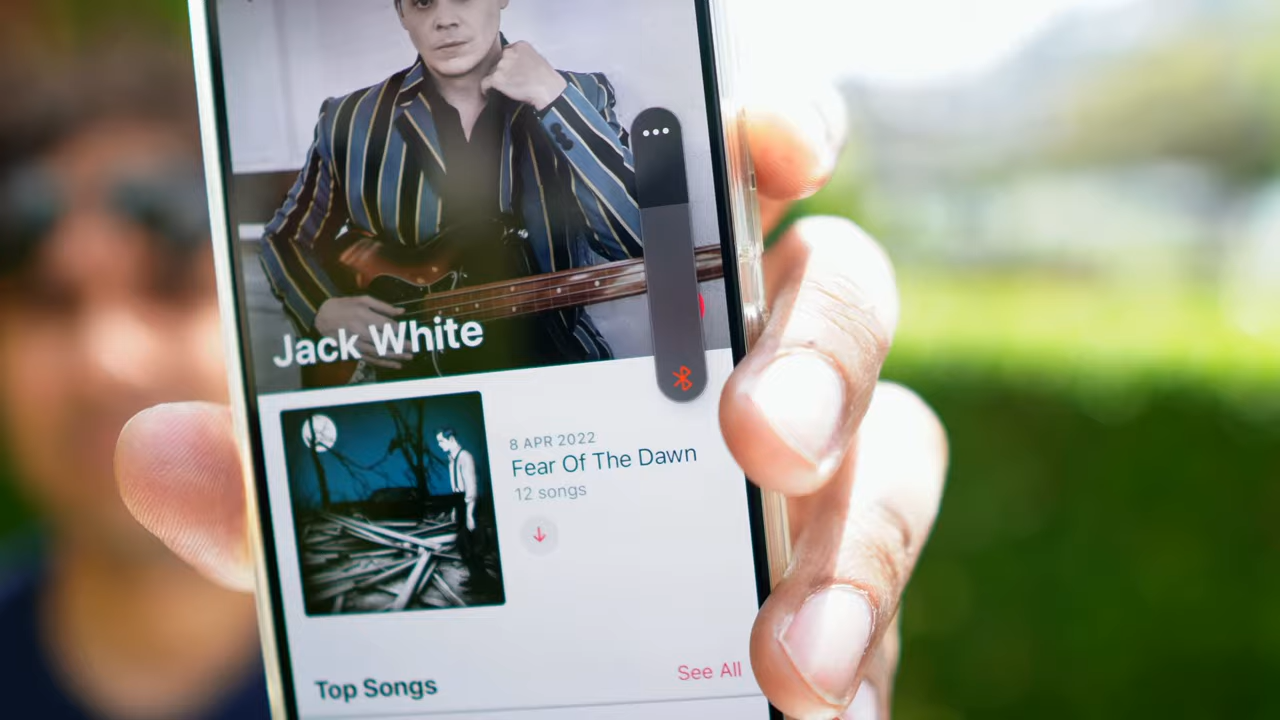 Jack White
8 APR 2022
Fear Of The Dawn
12 songs
Top Songs
See All